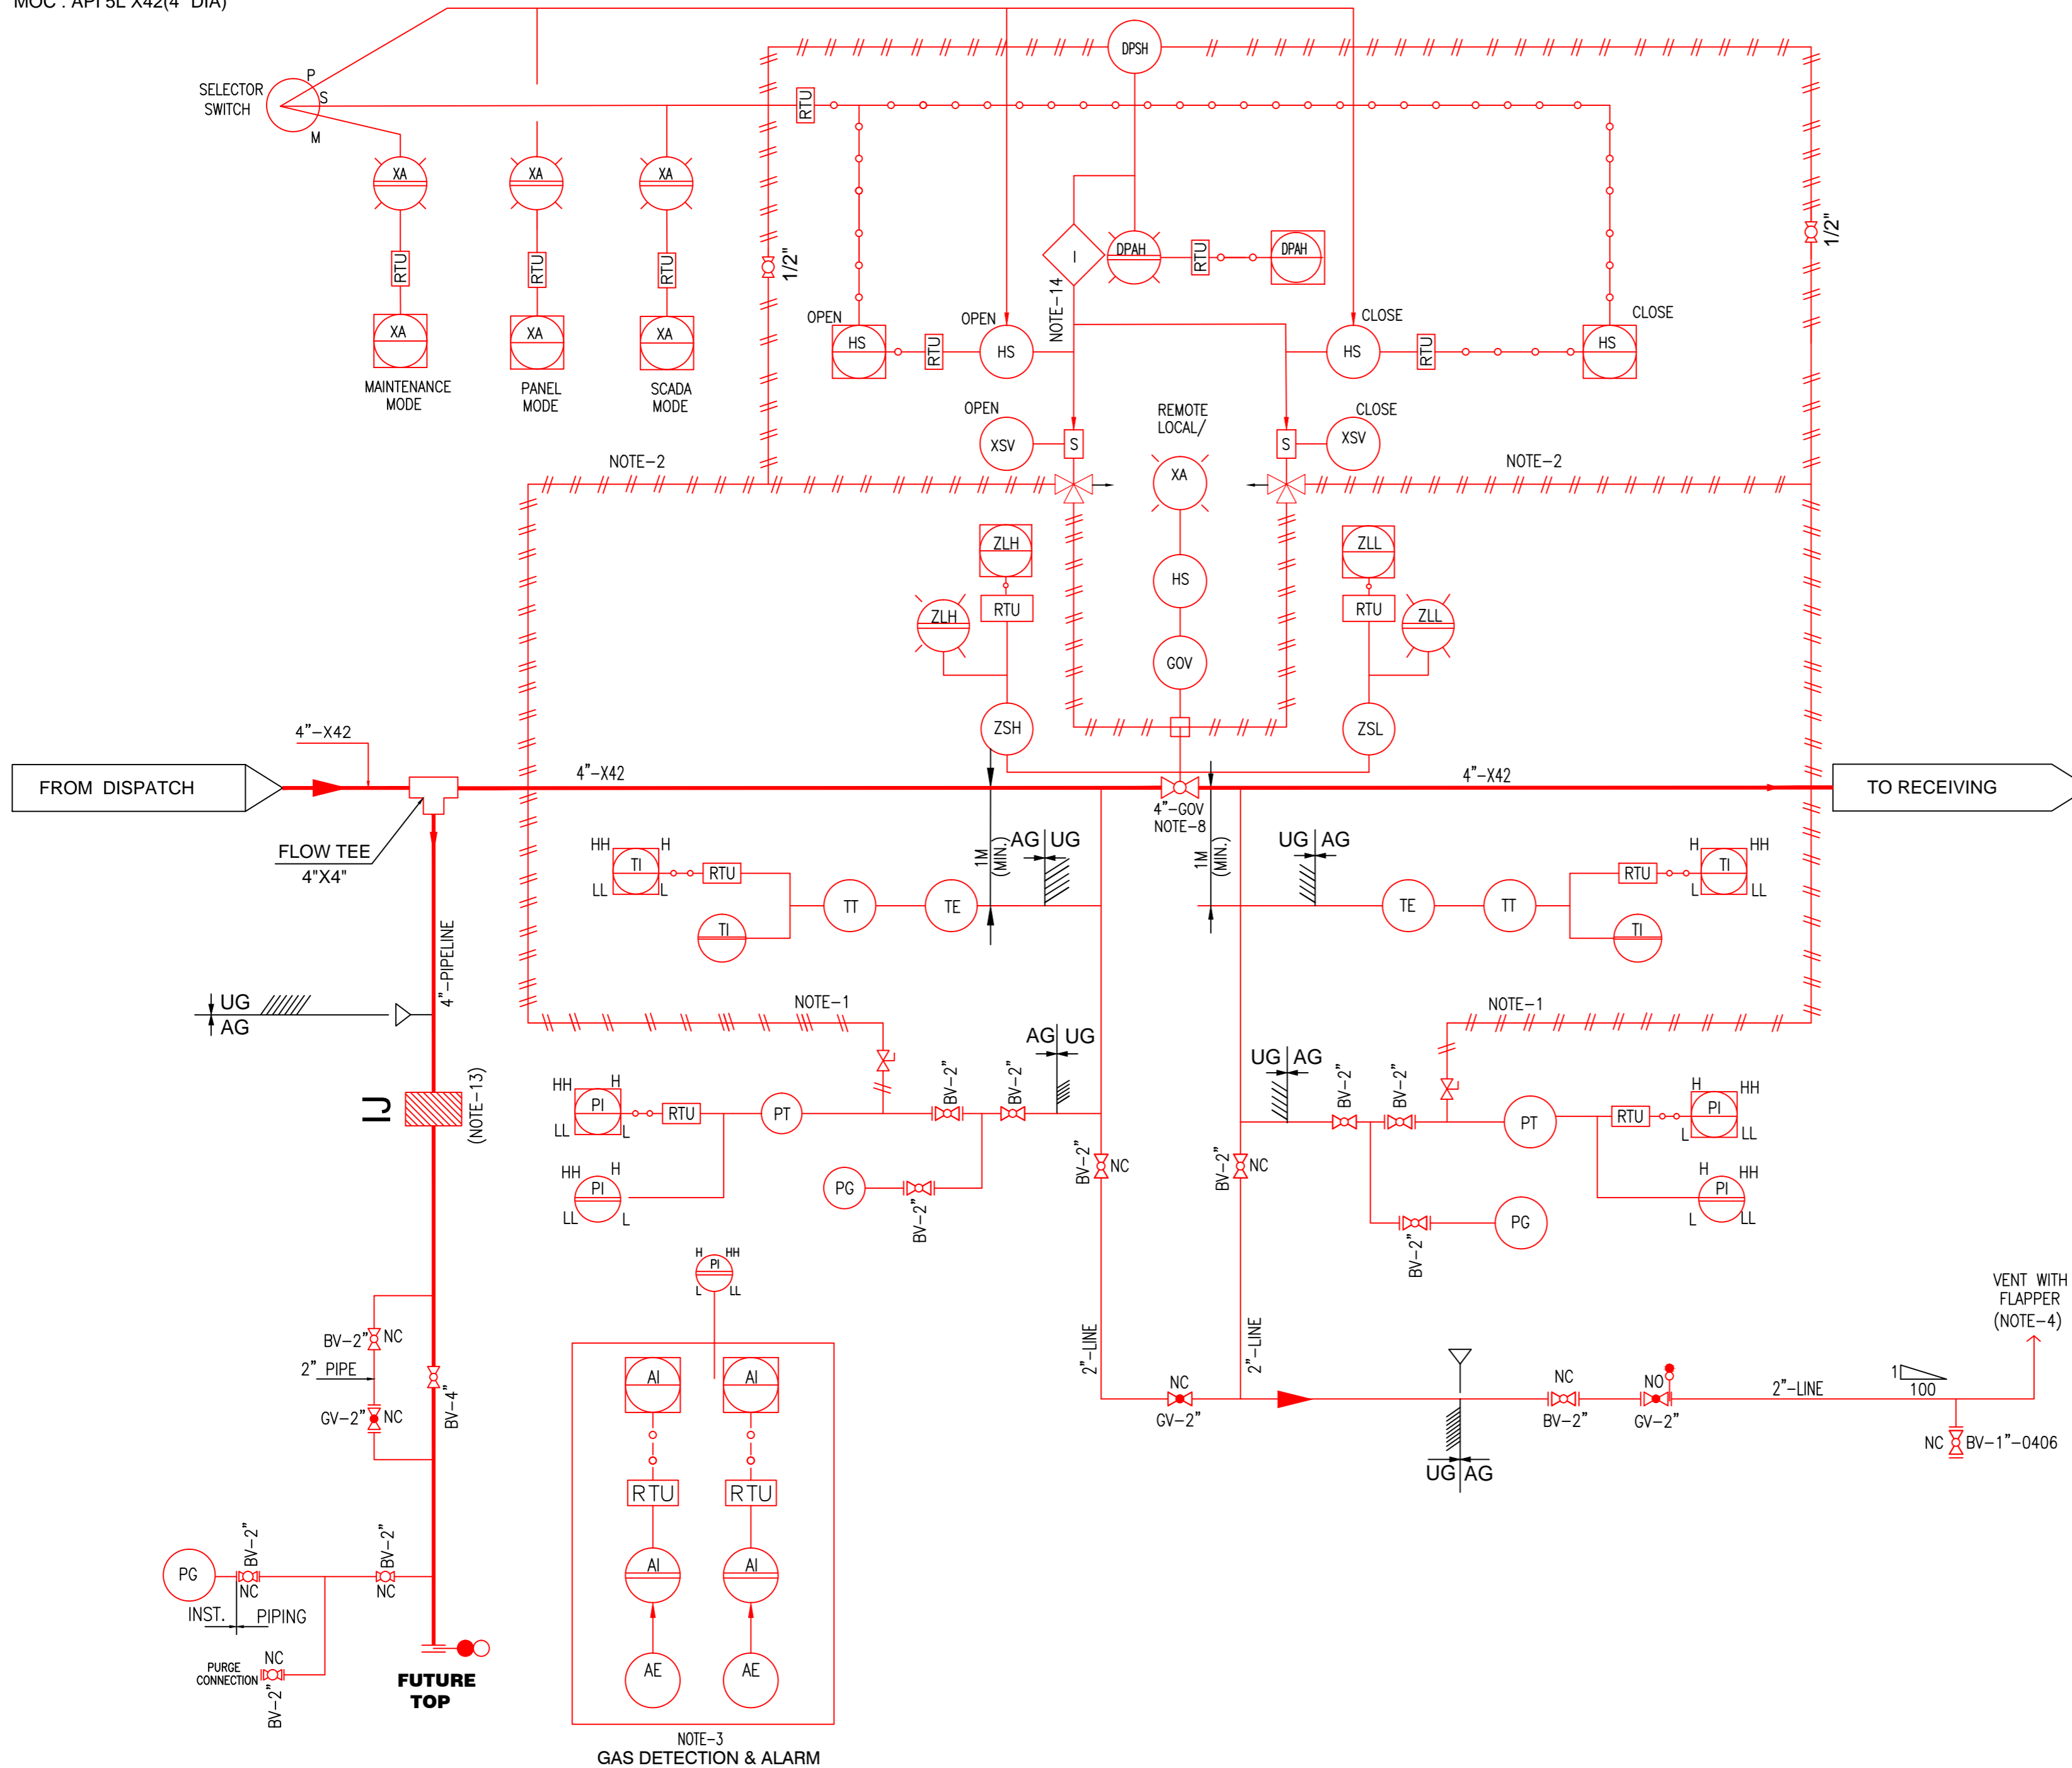 MOC : API 5L X42(4" DIA)
SELECTOR
SWITCH
P
S
M
RTU
DPSH
XA
XA
XA
RTU
RTU
RTU
XA
XA
XA
MAINTENANCE
MODE
PANEL
MODE
SCADA
MODE
1/2"
1/2"
I
DPAH
RTU
DPAH
NOTE-14
OPEN
HS
RTU
OPEN
HS
CLOSE
HS
RTU
CLOSE
HS
OPEN
XSV
S
REMOTE
LOCAL/
S
CLOSE
XSV
NOTE-2
NOTE-2
XA
HS
GOV
ZLH
RTU
ZLH
ZSH
ZLL
RTU
ZLL
ZSL
4"-X42
FROM DISPATCH
4"-X42
4"-X42
TO RECEIVING
FLOW TEE
4"X4"
4"-GOV
NOTE-8
1M
(MIN.)
1M
(MIN.)
AG UG
UG AG
HH
H
TI
LL
L
RTU
TI
TT
TE
TE
TT
RTU
H
HH
TI
L
LL
TI
4"-PIPELINE
UG
AG
NOTE-1
NOTE-1
IJ
(NOTE-13)
AG UG
UG AG
HH
H
PI
LL
L
RTU
PT
BV-2"
BV-2"
HH
H
PI
LL
L
PG
BV-2"
BV-2"
NC
BV-2"
NC
BV-2"
BV-2"
PT
RTU
H
HH
PI
L
LL
H
HH
PI
L
LL
BV-2"
PG
H
HH
PI
L
LL
BV-2"
NC
2" PIPE
GV-2"
NC
BV-4"
AI
AI
RTU
RTU
AI
AI
AE
AE
NOTE-3
GAS DETECTION & ALARM
2"-LINE
2"-LINE
NC
GV-2"
UG AG
NC
BV-2"
NO
GV-2"
2"-LINE
1
100
VENT WITH
FLAPPER
(NOTE-4)
NC
BV-1"-0406
PG
BV-2"
NC
BV-2"
NC
INST.
PIPING
PURGE
CONNECTION
NC
BV-2"
FUTURE
TOP